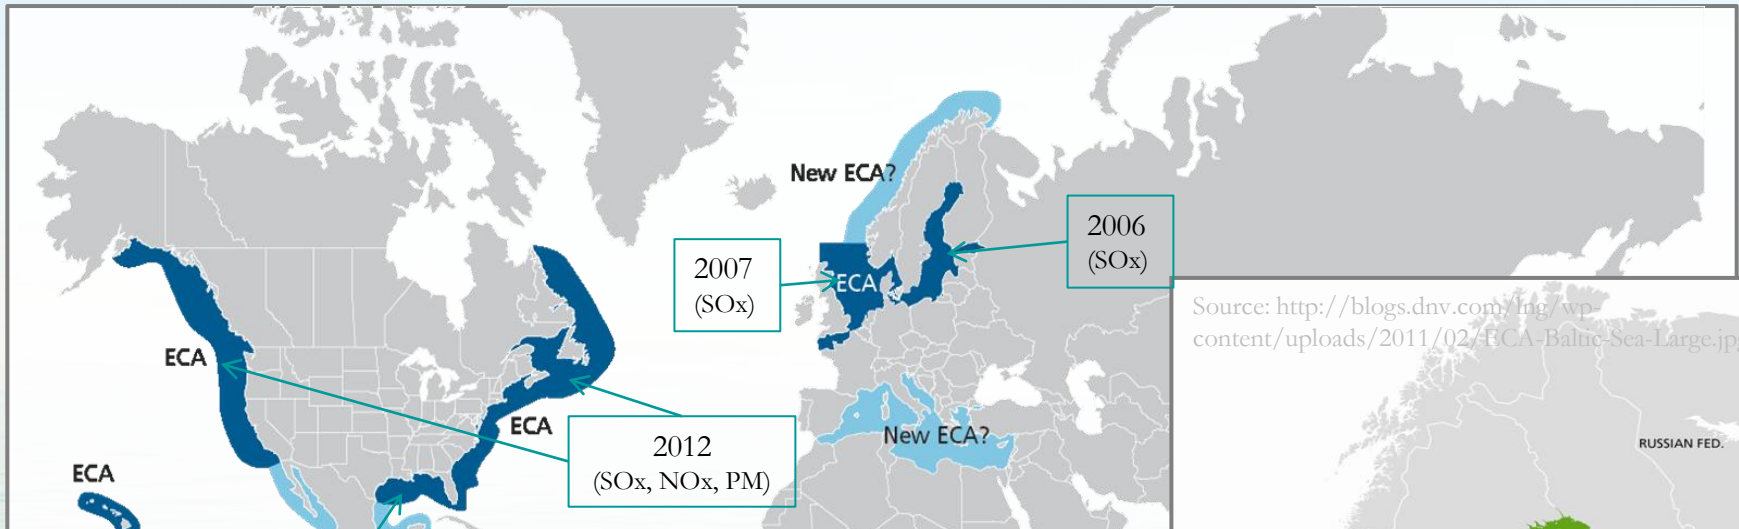 New ECA?
2006
(SOx)
2007
(SOx)
ECA
Source: http://blogs.dnv.com/lng/wp-
content/uploads/2011/02/ECA-Baltic-Sea-Large.jpg
ECA
ECA
2012
(SOx, NOx, PM)
New ECA?
RUSSIAN FED.
ECA